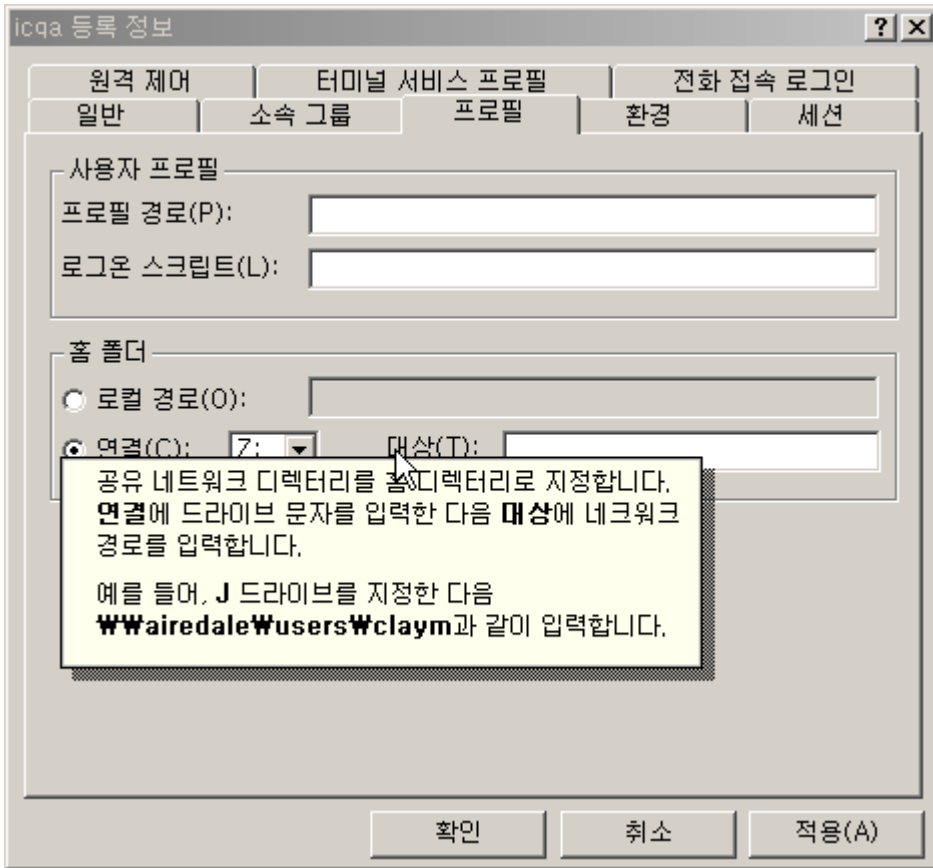 icqa 등록 정보
원격 제어 터미널 서비스 프로필 전화 접속 로그인
일반 소속 그룹 프로필 환경 세션
사용자 프로필
프로필 경로(P):
로그온 스크립트(L):
홈 폴더
로컬 경로(O):
연결(C): Z: 대상(T):
공유 네트워크 디렉터리를 홈 디렉터리로 지정합니다.
연결에 드라이브 문자를 입력한 다음 대상에 네크워크
경로를 입력합니다.
예를 들어, J 드라이브를 지정한 다음
₩₩airedale₩users₩claym과 같이 입력합니다.
확인 취소 적용(A)